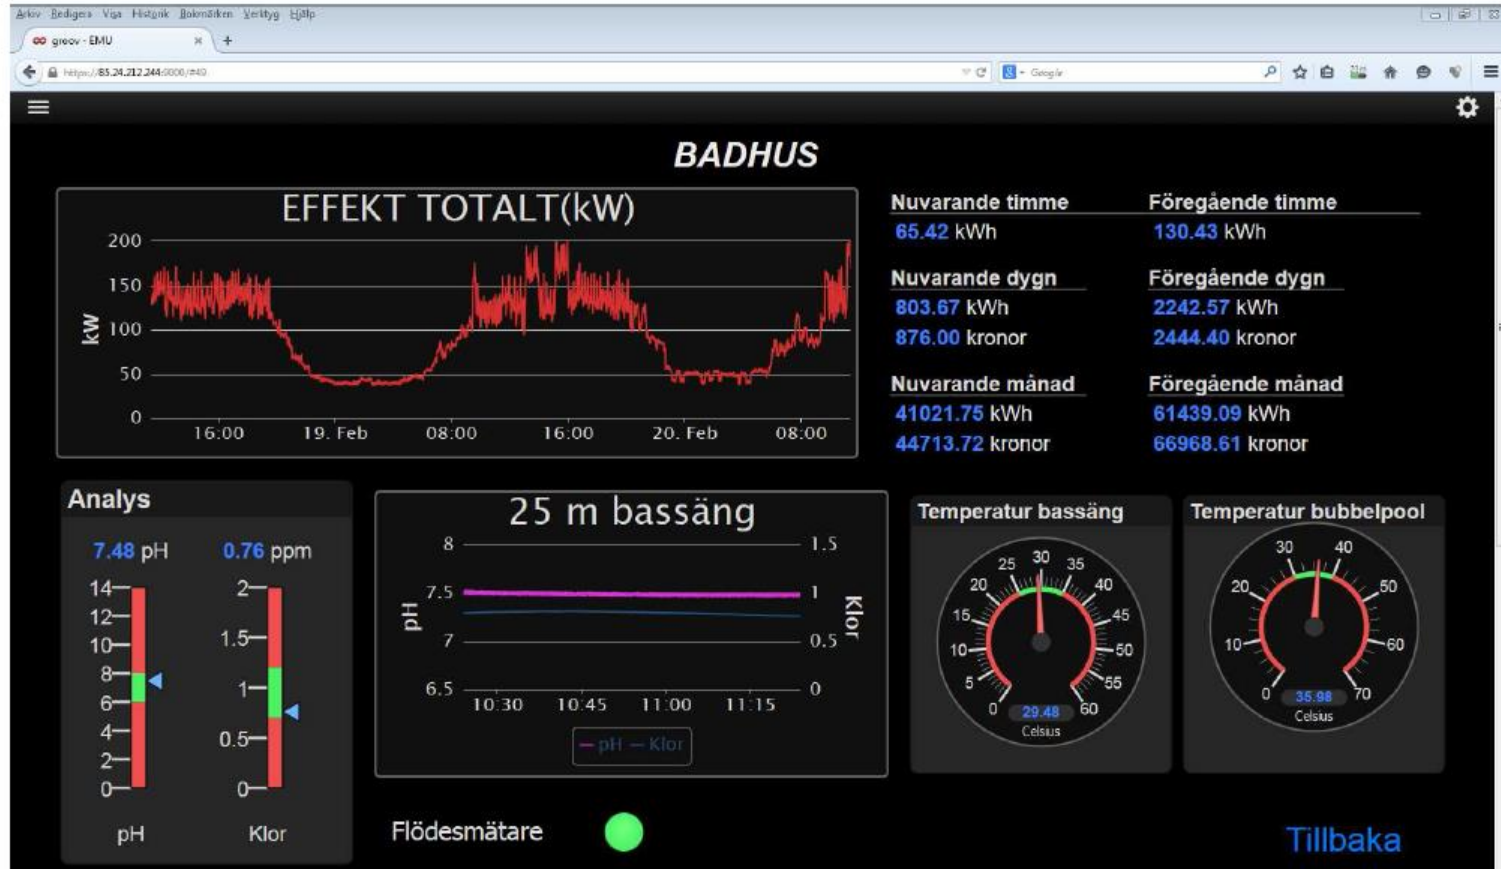 Arkiv Redigera Visa Historik Bokmärken Verktyg Hjälp
groov - EMU
https://85.24.212.244:9000/#49
Google
BADHUS
EFFEKT TOTALT(kW)
kW
200
150
100
50
0
16:00 19. Feb 08:00 16:00 20. Feb 08:00
Nuvarande timme Föregående timme
65.42 kWh 130.43 kWh
Nuvarande dygn Föregående dygn
803.67 kWh 2242.57 kWh
876.00 kronor 2444.40 kronor
Nuvarande månad Föregående månad
41021.75 kWh 61439.09 kWh
44713.72 kronor 66968.61 kronor
Analys
7.48 pH 0.76 ppm
14 2
12
10 1.5
8
6 1
4 0.5
2
0 0
pH Klor
25 m bassäng
pH
Klor
8 1.5
7.5 1
7 0.5
6.5 0
10:30 10:45 11:00 11:15
pH Klor
Temperatur bassäng
0 5 10 15 20 25 30 35 40 45 50 55 60
29.48
Celsius
Temperatur bubbelpool
0 10 20 30 40 50 60 70
35.98
Celsius
Flödesmätare
Tillbaka